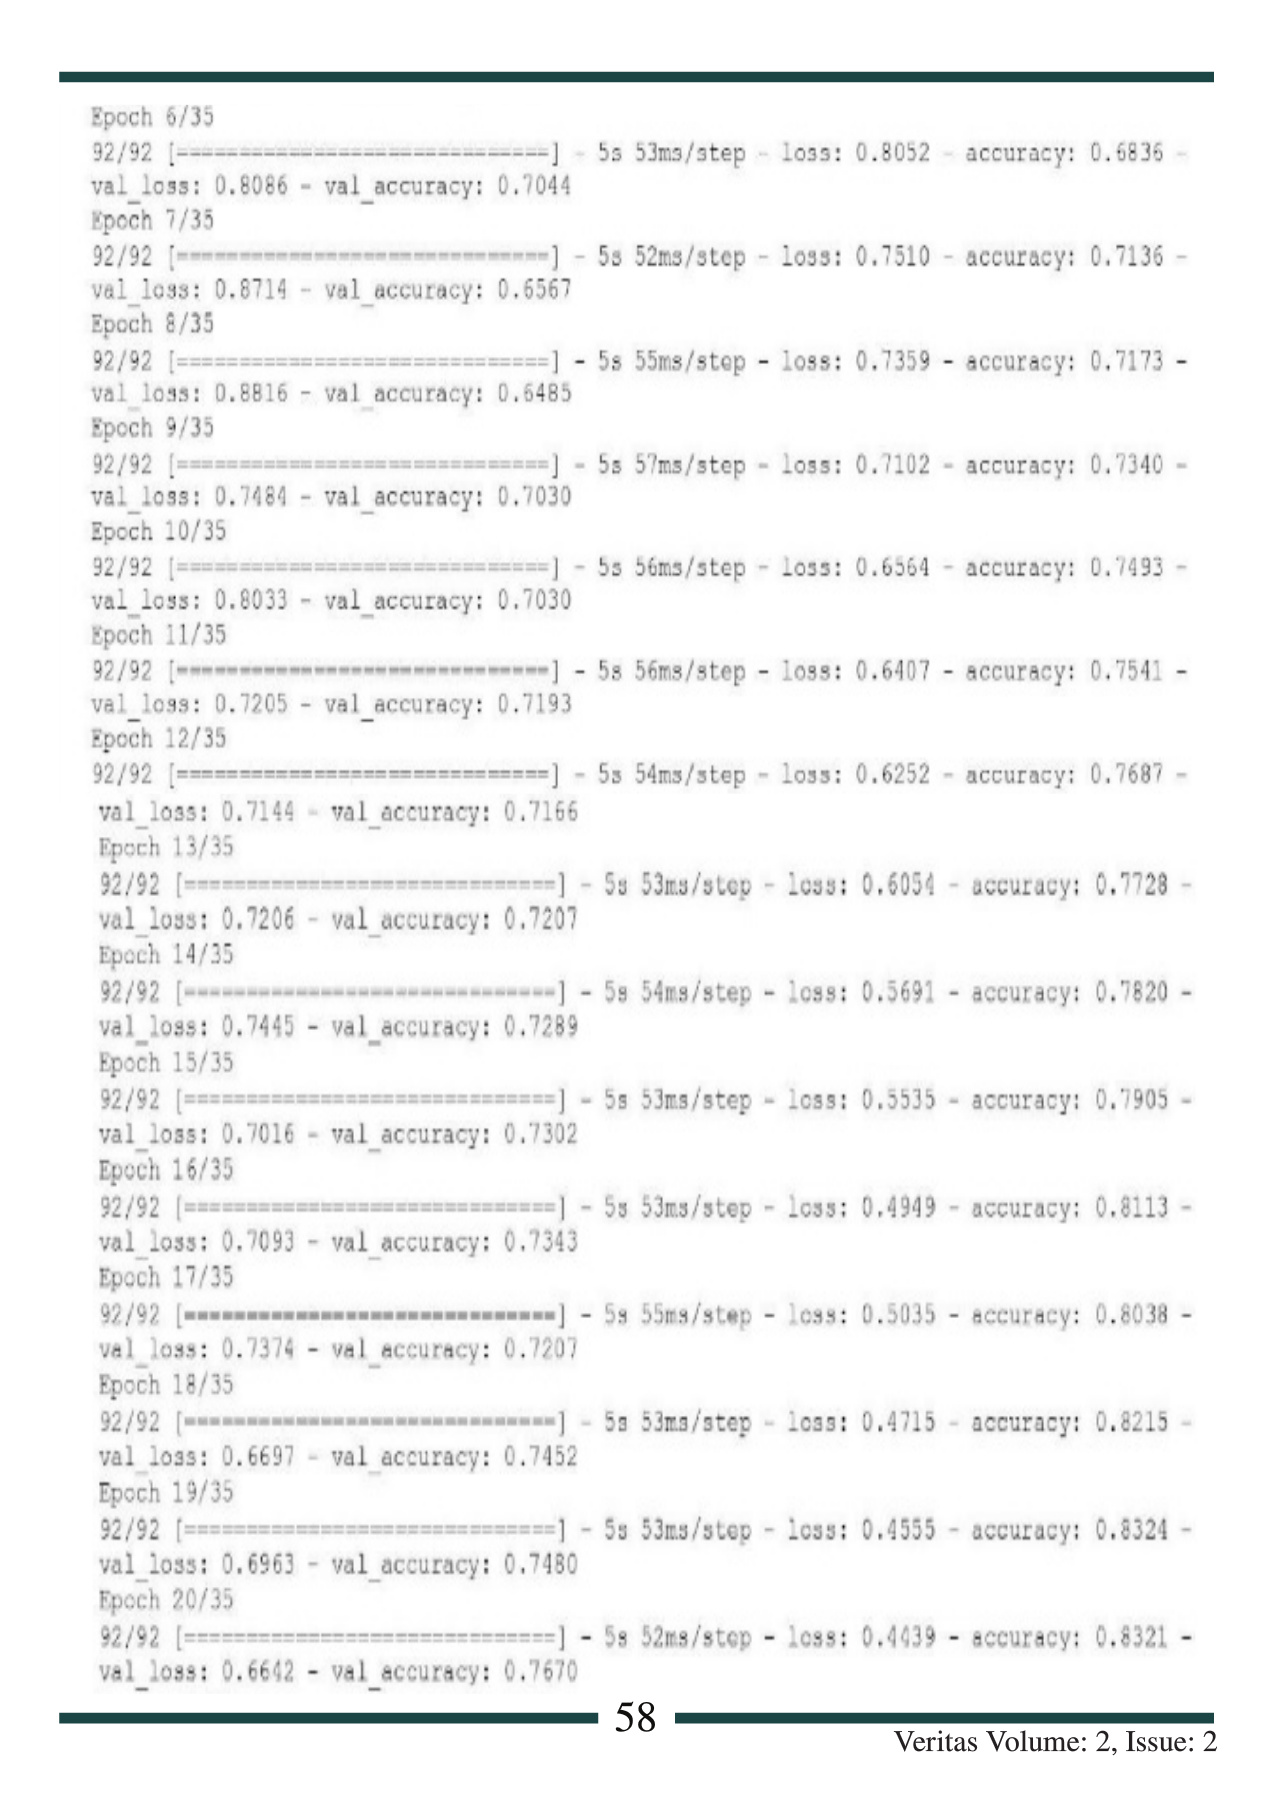 Epoch 6/35
92/92 [==============================] - 5s 53ms/step - loss: 0.8052 - accuracy: 0.6836 -
val_loss: 0.8086 - val_accuracy: 0.7044
Epoch 7/35
92/92 [==============================] - 5s 52ms/step - loss: 0.7510 - accuracy: 0.7136 -
val_loss: 0.8714 - val_accuracy: 0.6567
Epoch 8/35
92/92 [==============================] - 5s 55ms/step - loss: 0.7359 - accuracy: 0.7173 -
val_loss: 0.8816 - val_accuracy: 0.6485
Epoch 9/35
92/92 [==============================] - 5s 57ms/step - loss: 0.7102 - accuracy: 0.7340 -
val_loss: 0.7484 - val_accuracy: 0.7030
Epoch 10/35
92/92 [==============================] - 5s 56ms/step - loss: 0.6564 - accuracy: 0.7493 -
val_loss: 0.8033 - val_accuracy: 0.7030
Epoch 11/35
92/92 [==============================] - 5s 56ms/step - loss: 0.6407 - accuracy: 0.7541 -
val_loss: 0.7205 - val_accuracy: 0.7193
Epoch 12/35
92/92 [==============================] - 5s 54ms/step - loss: 0.6252 - accuracy: 0.7687 -
val_loss: 0.7144 - val_accuracy: 0.7166
Epoch 13/35
92/92 [==============================] - 5s 53ms/step - loss: 0.6054 - accuracy: 0.7728 -
val_loss: 0.7206 - val_accuracy: 0.7207
Epoch 14/35
92/92 [==============================] - 5s 54ms/step - loss: 0.5691 - accuracy: 0.7820 -
val_loss: 0.7445 - val_accuracy: 0.7289
Epoch 15/35
92/92 [==============================] - 5s 53ms/step - loss: 0.5535 - accuracy: 0.7905 -
val_loss: 0.7016 - val_accuracy: 0.7302
Epoch 16/35
92/92 [==============================] - 5s 53ms/step - loss: 0.4949 - accuracy: 0.8113 -
val_loss: 0.7093 - val_accuracy: 0.7343
Epoch 17/35
92/92 [==============================] - 5s 55ms/step - loss: 0.5035 - accuracy: 0.8038 -
val_loss: 0.7374 - val_accuracy: 0.7207
Epoch 18/35
92/92 [==============================] - 5s 53ms/step - loss: 0.4715 - accuracy: 0.8215 -
val_loss: 0.6697 - val_accuracy: 0.7452
Epoch 19/35
92/92 [==============================] - 5s 53ms/step - loss: 0.4555 - accuracy: 0.8324 -
val_loss: 0.6963 - val_accuracy: 0.7480
Epoch 20/35
92/92 [==============================] - 5s 52ms/step - loss: 0.4439 - accuracy: 0.8321 -
val_loss: 0.6642 - val_accuracy: 0.7670
58
Veritas Volume: 2, Issue: 2